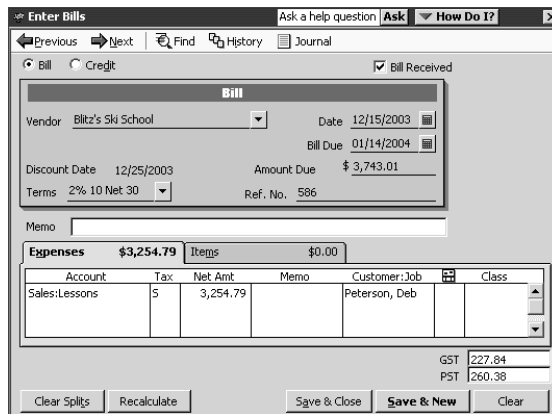 Enter Bills Ask a help question Ask How Do I?
Previous Next Find History Journal
Bill Credit Bill Received
Bill
Vendor Blitz's Ski School Date 12/15/2003
Bill Due 01/14/2004
Discount Date 12/25/2003 Amount Due $ 3,743.01
Terms 2% 10 Net 30 Ref. No. 586
Memo
Expenses $3,254.79 Items $0.00
Account Tax Net Amt Memo Customer:Job Class
Sales:Lessons S 3,254.79 Peterson, Deb
GST 227.84
PST 260.38
Clear Splits Recalculate Save & Close Save & New Clear